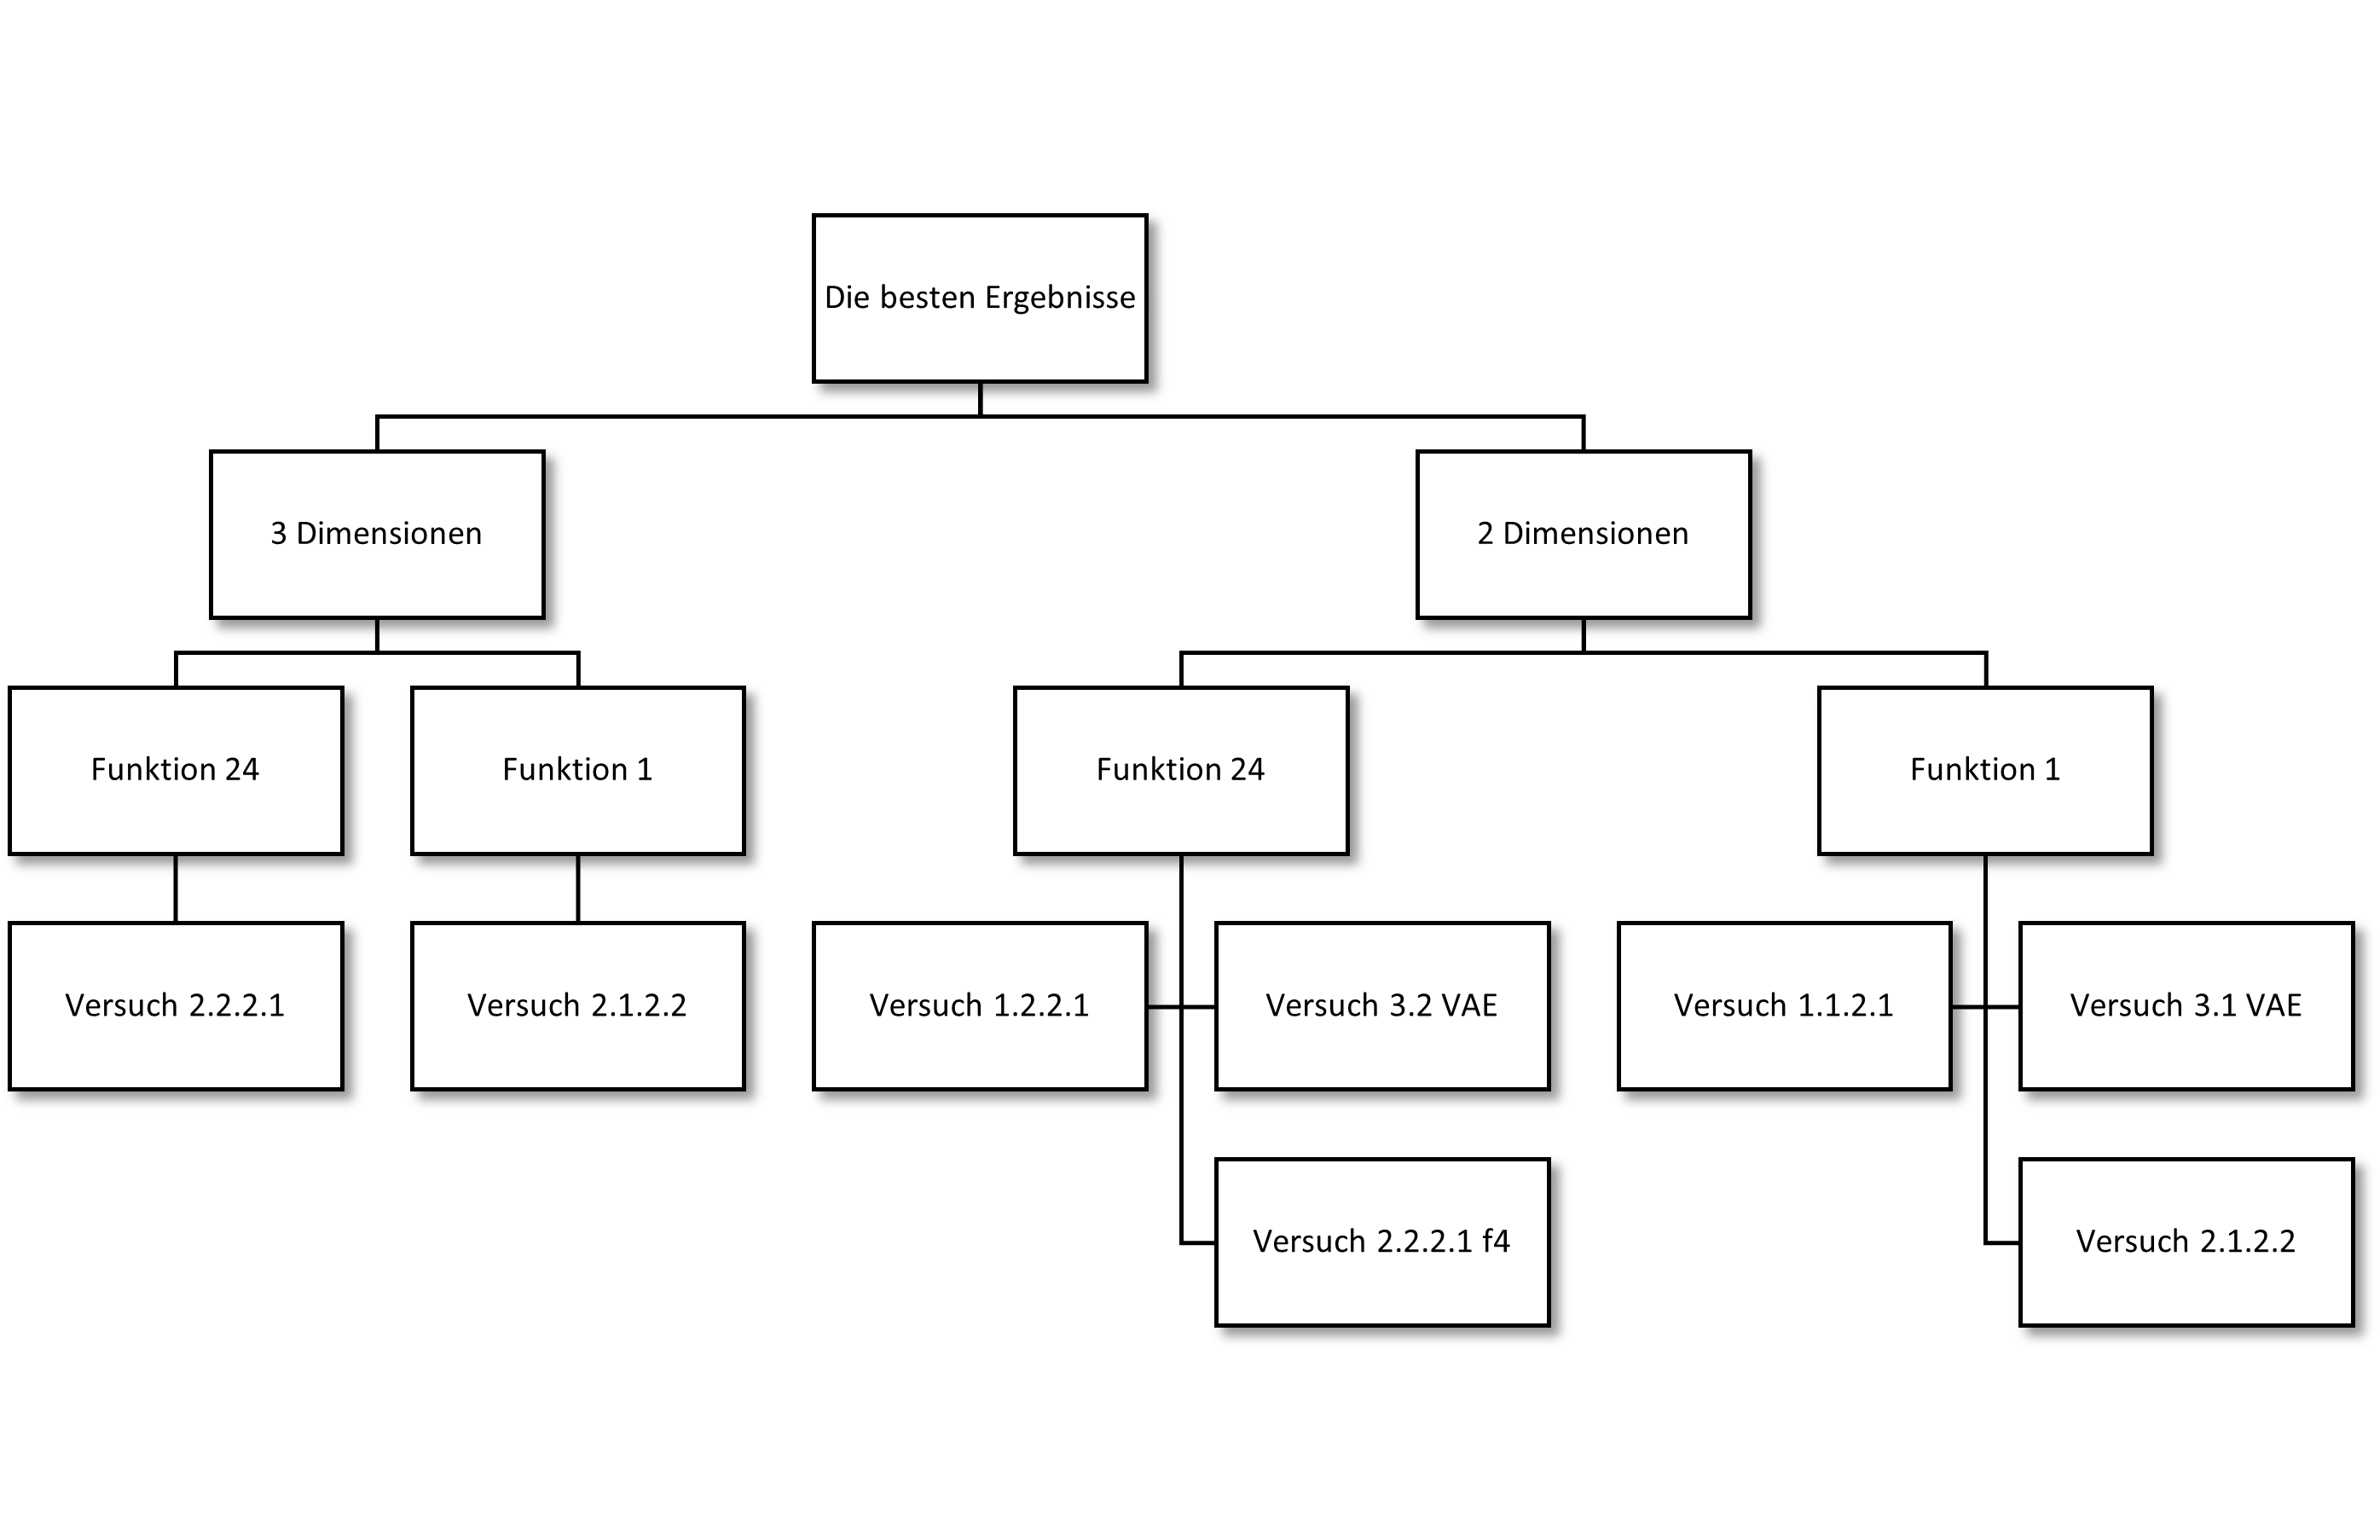 Die besten Ergebnisse
3 Dimensionen
2 Dimensionen
Funktion 24
Funktion 1
Funktion 24
Funktion 1
Versuch 2.2.2.1
Versuch 2.1.2.2
Versuch 1.2.2.1
Versuch 3.2 VAE
Versuch 1.1.2.1
Versuch 3.1 VAE
Versuch 2.2.2.1 f4
Versuch 2.1.2.2